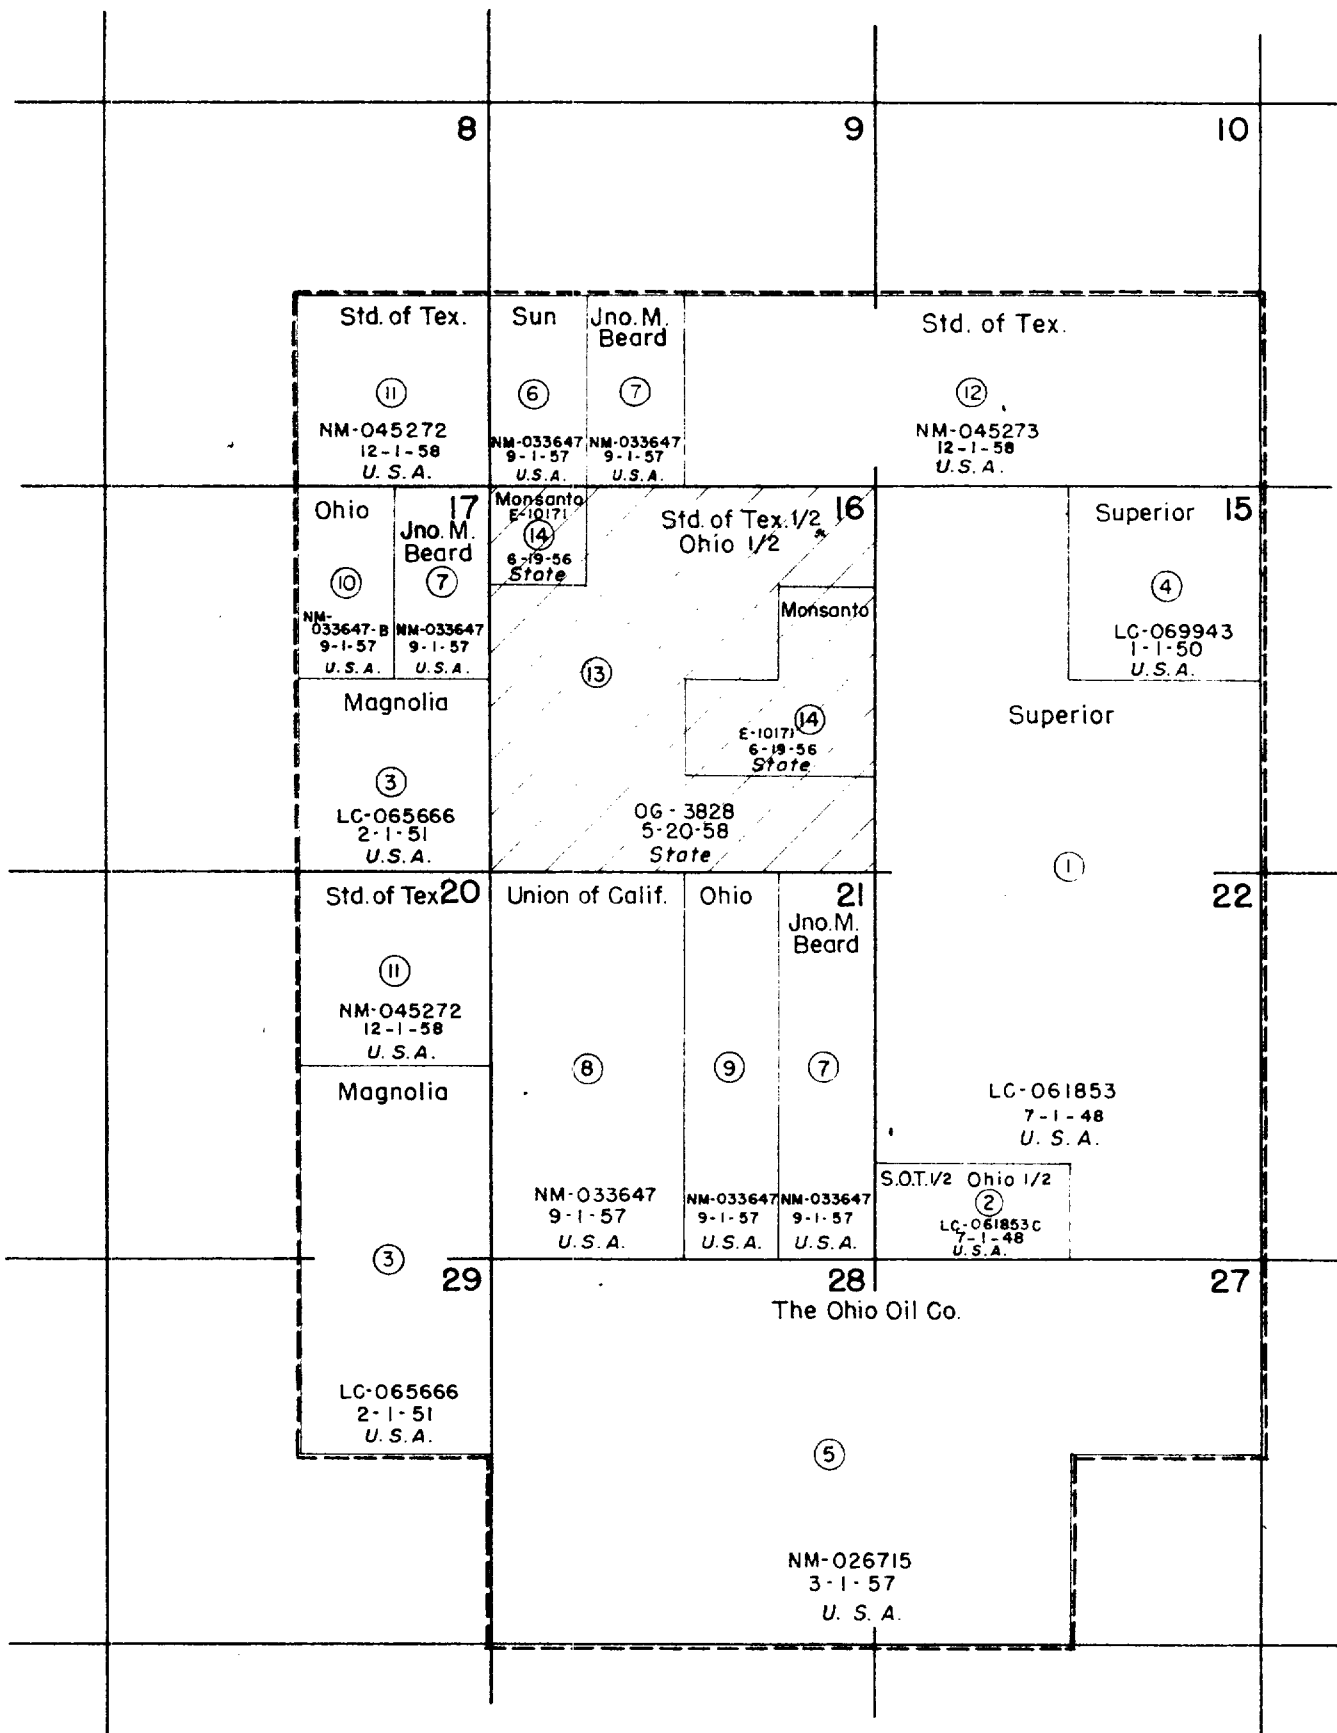 8
9
10
Std. of Tex.
11
NM-045272
12-1-58
U.S.A.
Sun
6
NM-033647
9-1-57
U.S.A.
Jno. M.
Beard
7
NM-033647
9-1-57
U.S.A.
Std. of Tex.
12
NM-045273
12-1-58
U.S.A.
17
Ohio
10
NM-
033647-B
9-1-57
U.S.A.
Jno. M.
Beard
7
NM-033647
9-1-57
U.S.A.
Magnolia
3
LC-065666
2-1-51
U.S.A.
16
Monsanto
E-10171
14
6-19-56
State
Std. of Tex. 1/2
Ohio 1/2
13
Monsanto
14
E-10171
6-19-56
State
OG-3828
5-20-58
State
15
Superior
4
LC-069943
1-1-50
U.S.A.
Superior
1
LC-061853
7-1-48
U.S.A.
20
Std. of Tex
11
NM-045272
12-1-58
U.S.A.
Magnolia
3
LC-065666
2-1-51
U.S.A.
21
Union of Calif.
8
NM-033647
9-1-57
U.S.A.
Ohio
9
NM-033647
9-1-57
U.S.A.
Jno. M.
Beard
7
NM-033647
9-1-57
U.S.A.
22
S.O.T. 1/2 Ohio 1/2
2
LC-061853C
7-1-48
U.S.A.
29
28
27
The Ohio Oil Co.
5
NM-026715
3-1-57
U.S.A.